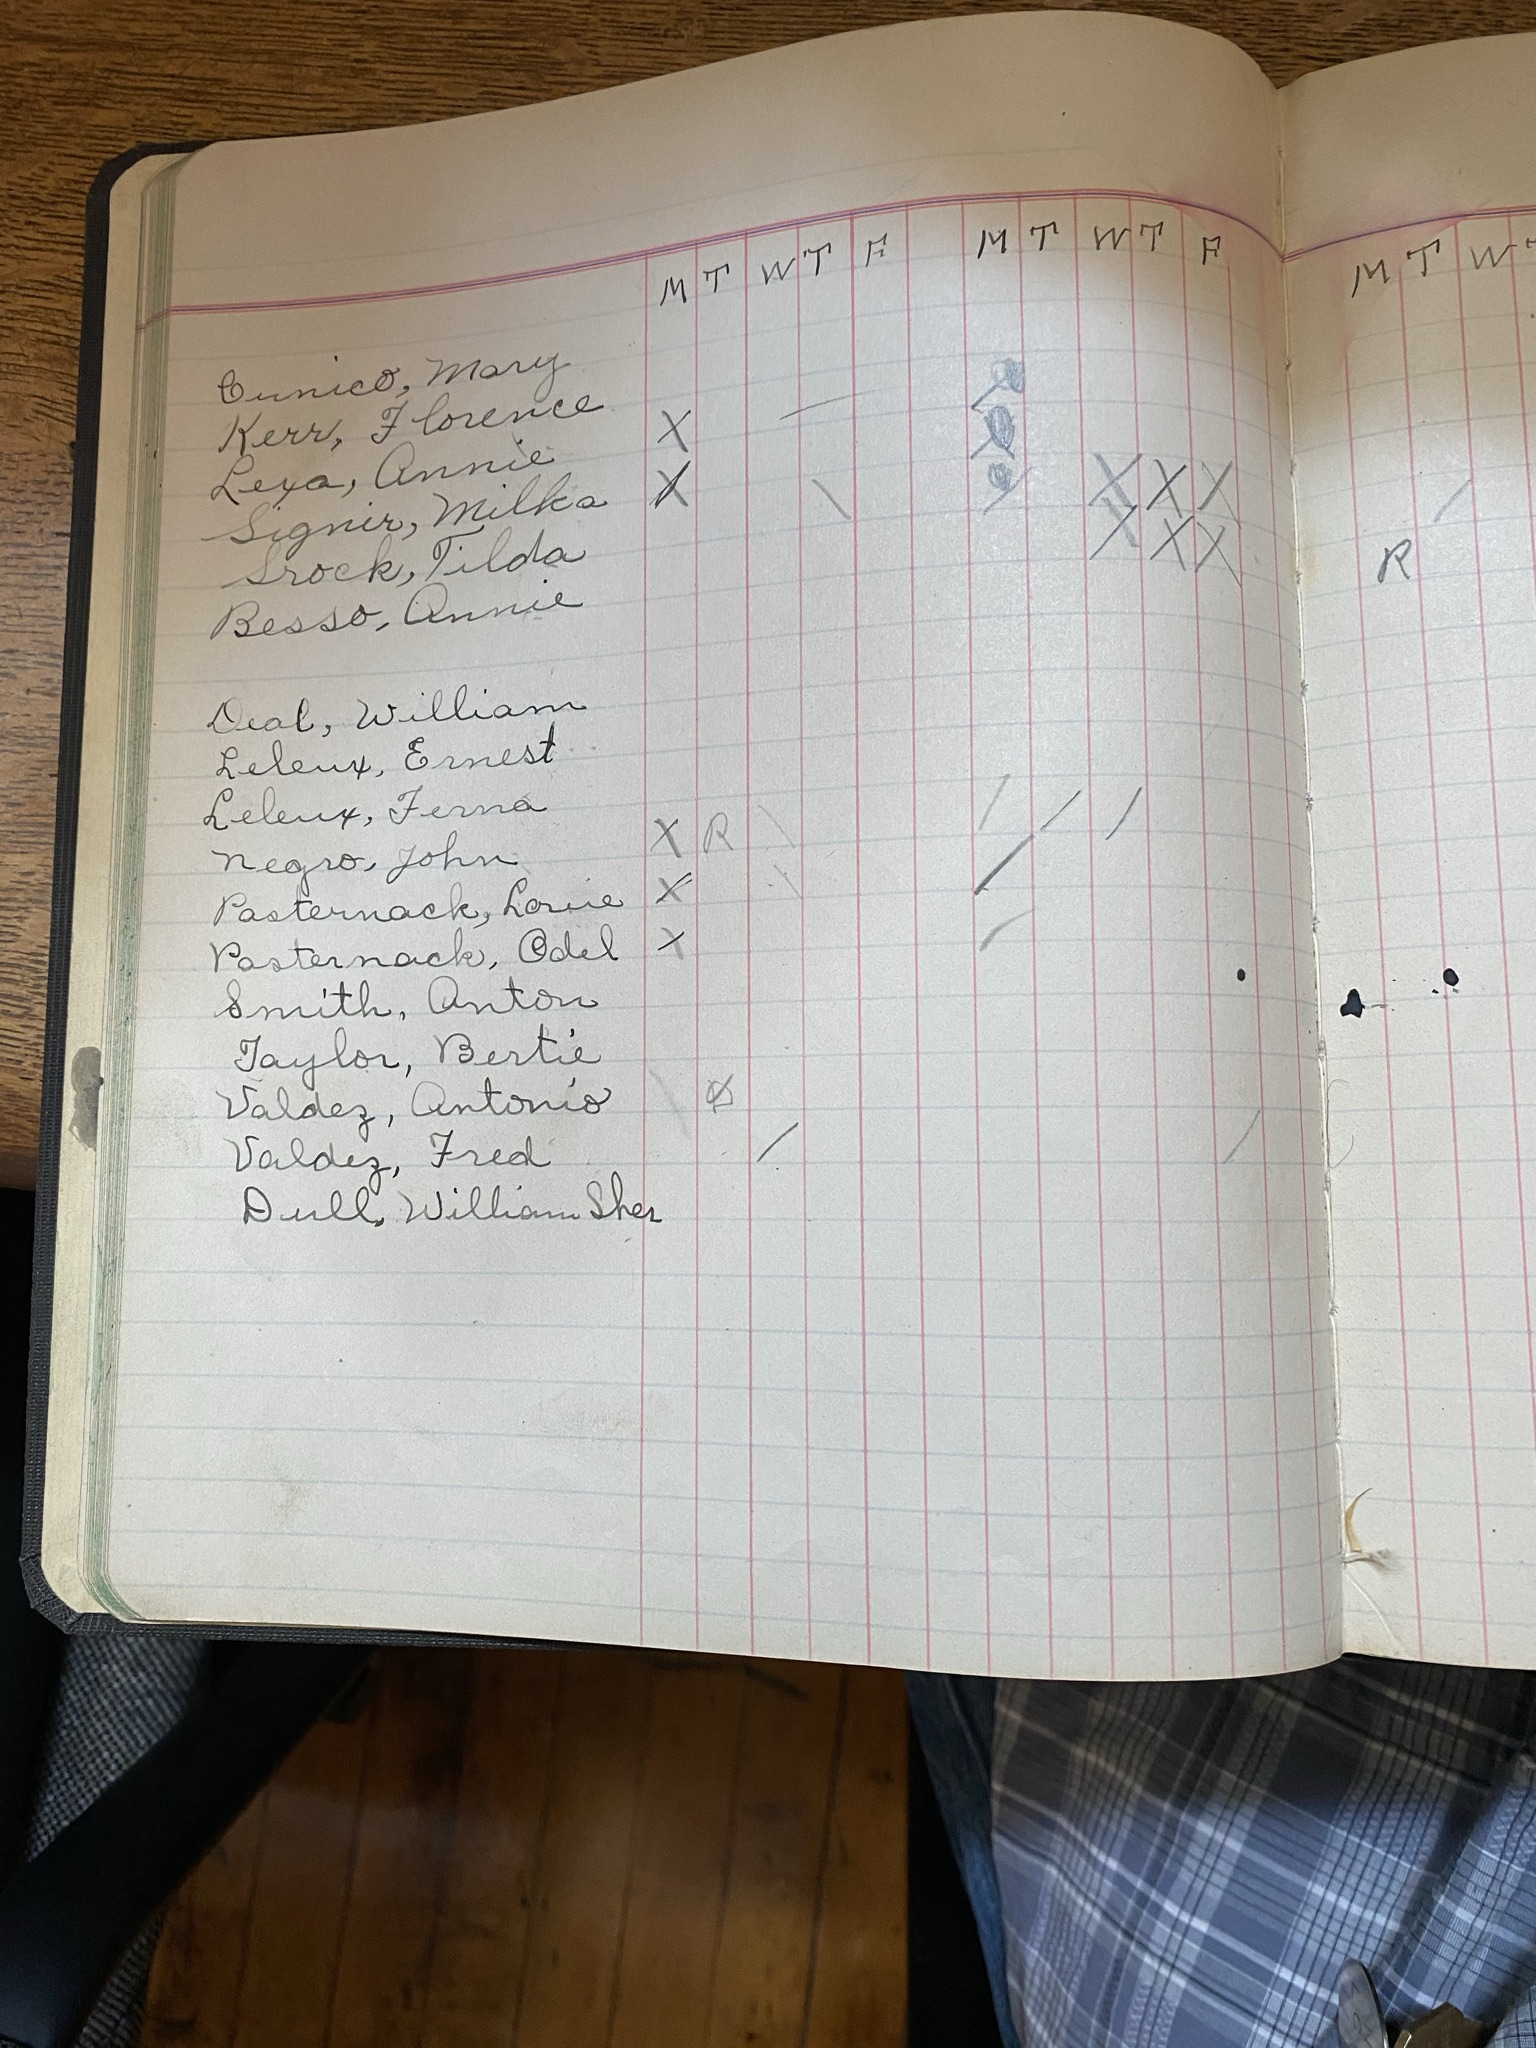 M T W T F M T W T F M T W T
Cunico, Mary
Kerr, Florence X
Lexa, Annie X X X X
Signir, Milka X X X
Srock, Tilda R
Besso, Annie
Deal, William
Leleux, Ernest
Leleux, Ferna X R
Negro, John X
Pasternack, Louie X
Pasternack, Odel
Smith, Anton
Taylor, Bertie
Valdez, Antonio
Valdez, Fred
Dull, William Sher